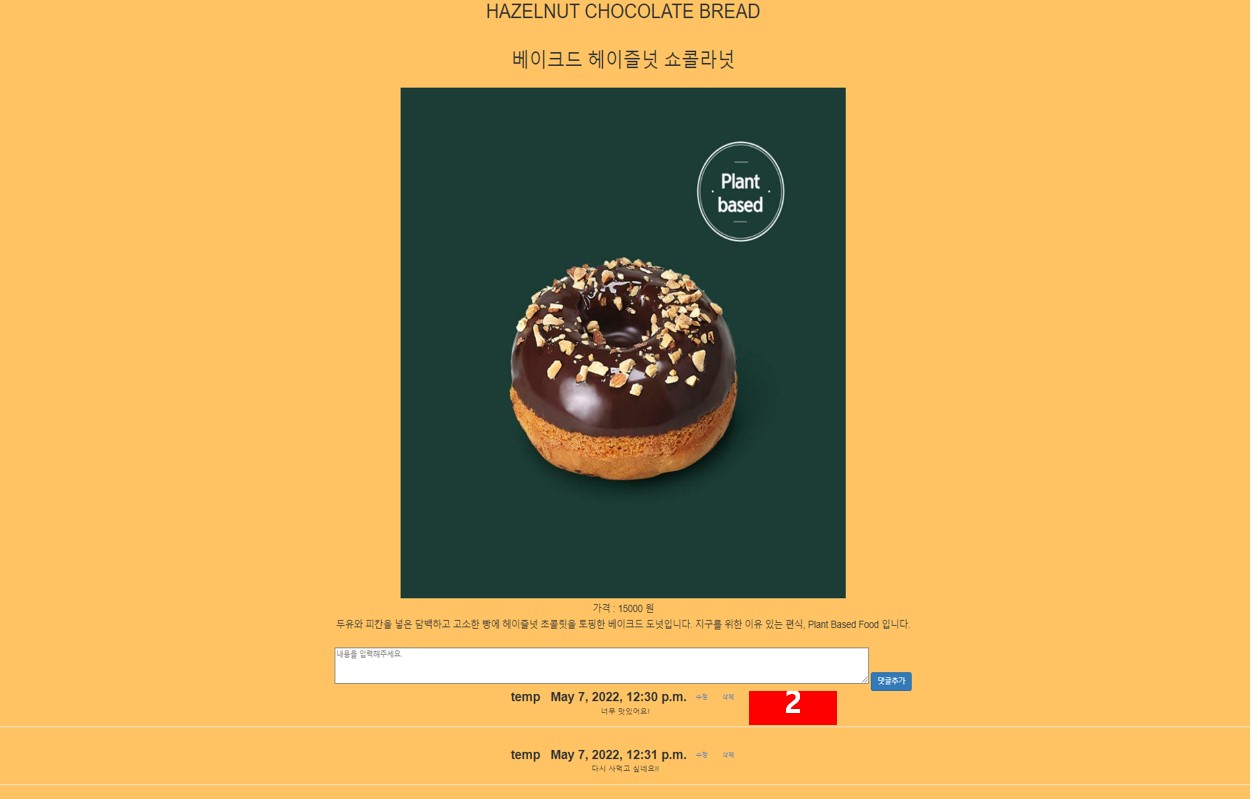 HAZELNUT CHOCOLATE BREAD
베이크드 헤이즐넛 쇼콜라넛
Plant
based
가격 : 15000 원
두유와 피칸을 넣은 담백하고 고소한 빵에 헤이즐넛 초콜릿을 토핑한 베이크드 도넛입니다. 지구를 위한 이유 있는 편식, Plant Based Food 입니다.
내용을 입력해주세요.
댓글추가
temp May 7, 2022, 12:30 p.m. 수정 삭제 2
너무 맛있어요!
temp May 7, 2022, 12:31 p.m. 수정 삭제
다시 사먹고 싶네요!!